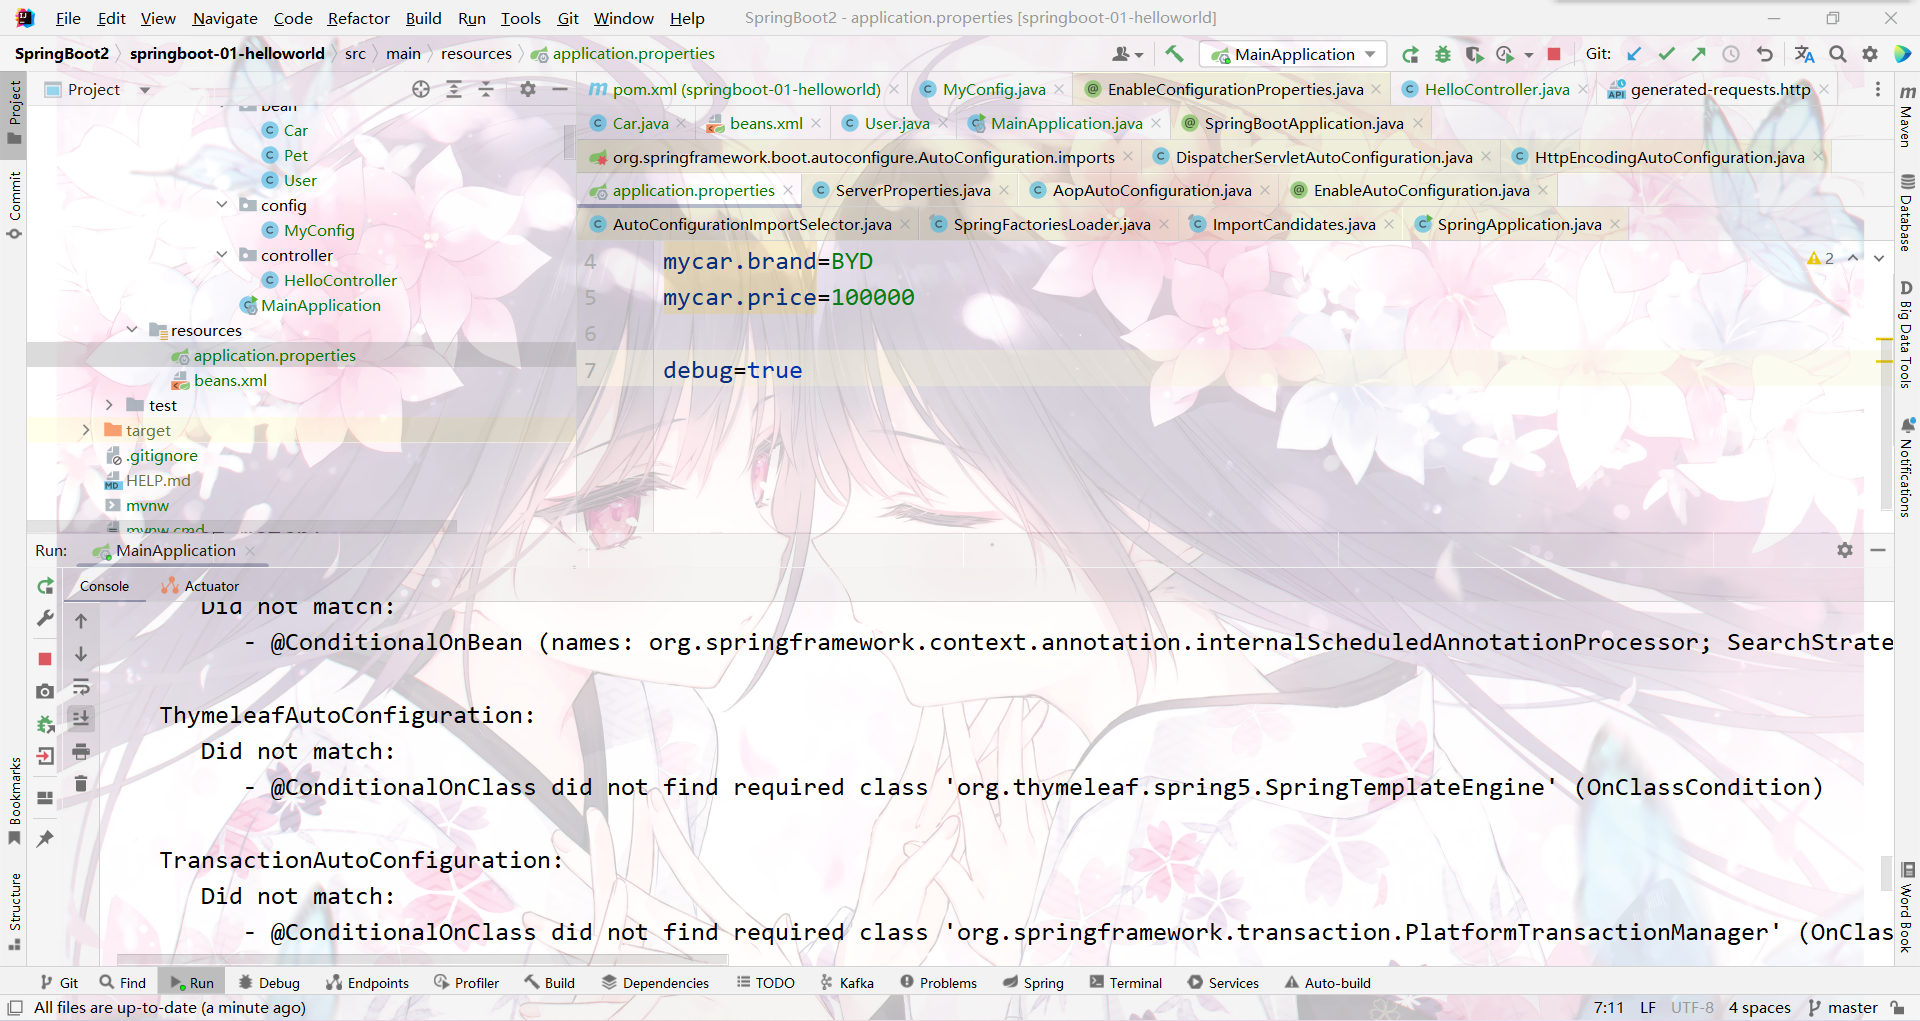 File Edit View Navigate Code Refactor Build Run Tools Git Window Help SpringBoot2 - application.properties [springboot-01-helloworld]
SpringBoot2 springboot-01-helloworld src main resources application.properties MainApplication Git:
Project
pom.xml (springboot-01-helloworld) MyConfig.java EnableConfigurationProperties.java HelloController.java generated-requests.http
Car.java beans.xml User.java MainApplication.java SpringBootApplication.java
org.springframework.boot.autoconfigure.AutoConfiguration.imports DispatcherServletAutoConfiguration.java HttpEncodingAutoConfiguration.java
application.properties ServerProperties.java AopAutoConfiguration.java EnableAutoConfiguration.java
AutoConfigurationImportSelector.java SpringFactoriesLoader.java ImportCandidates.java SpringApplication.java
bean
Car
Pet
User
config
MyConfig
controller
HelloController
MainApplication
resources
application.properties
beans.xml
test
target
.gitignore
HELP.md
mvnw
mvnw.cmd
4 mycar.brand=BYD
5 mycar.price=100000
6
7 debug=true
2
Project
Commit
Bookmarks
Structure
Maven
Database
Big Data Tools
Notifications
Word Book
Run: MainApplication
Console Actuator
Did not match:
- @ConditionalOnBean (names: org.springframework.context.annotation.internalScheduledAnnotationProcessor; SearchStrate
ThymeleafAutoConfiguration:
Did not match:
- @ConditionalOnClass did not find required class 'org.thymeleaf.spring5.SpringTemplateEngine' (OnClassCondition)
TransactionAutoConfiguration:
Did not match:
- @ConditionalOnClass did not find required class 'org.springframework.transaction.PlatformTransactionManager' (OnClas
Git Find Run Debug Endpoints Profiler Build Dependencies TODO Kafka Problems Spring Terminal Services Auto-build
All files are up-to-date (a minute ago) 7:11 LF UTF-8 4 spaces master